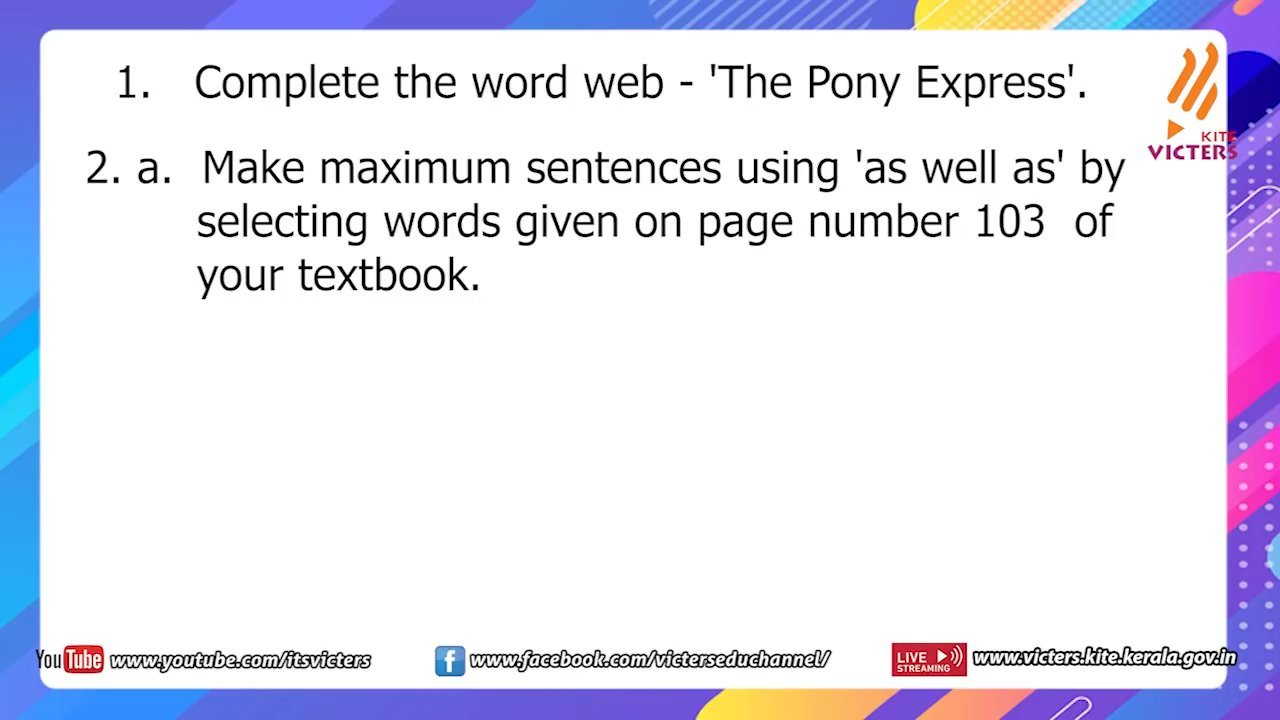 1. Complete the word web - 'The Pony Express'.
KITE
VICTERS
2. a. Make maximum sentences using 'as well as' by
selecting words given on page number 103 of
your textbook.
YouTube www.youtube.com/itsvicters
f www.facebook.com/victerseduchannel/
LIVE STREAMING www.victers.kite.kerala.gov.in